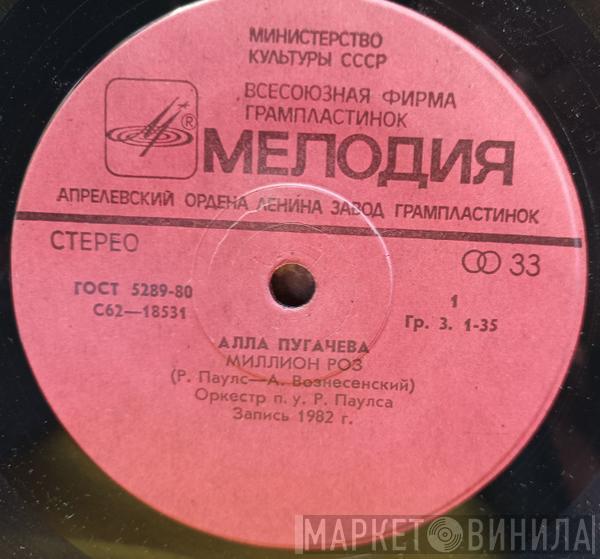 МИНИСТЕРСТВО
КУЛЬТУРЫ СССР
ВСЕСОЮЗНАЯ ФИРМА
ГРАМПЛАСТИНОК
®
МЕЛОДИЯ
АПРЕЛЕВСКИЙ ОРДЕНА ЛЕНИНА ЗАВОД ГРАМПЛАСТИНОК
СТЕРЕО
33
ГОСТ 5289-80
С62—18531
1
Гр. 3. 1-35
АЛЛА ПУГАЧЕВА
МИЛЛИОН РОЗ
(Р. Паулс—А. Вознесенский)
Оркестр п. у. Р. Паулса
Запись 1982 г.
МАРКЕТ ВИНИЛА